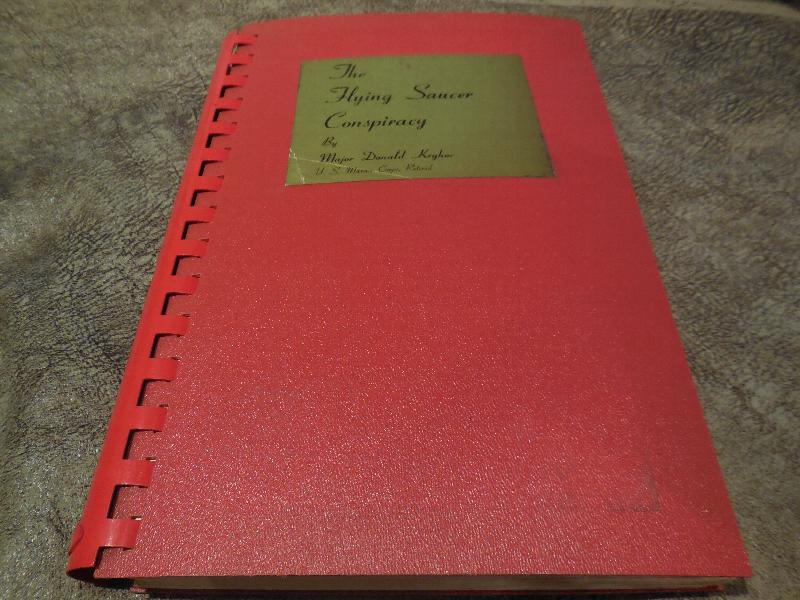 The
Flying Saucer
Conspiracy
By
Major Donald Keyhoe
U. S. Marine Corps, Retired